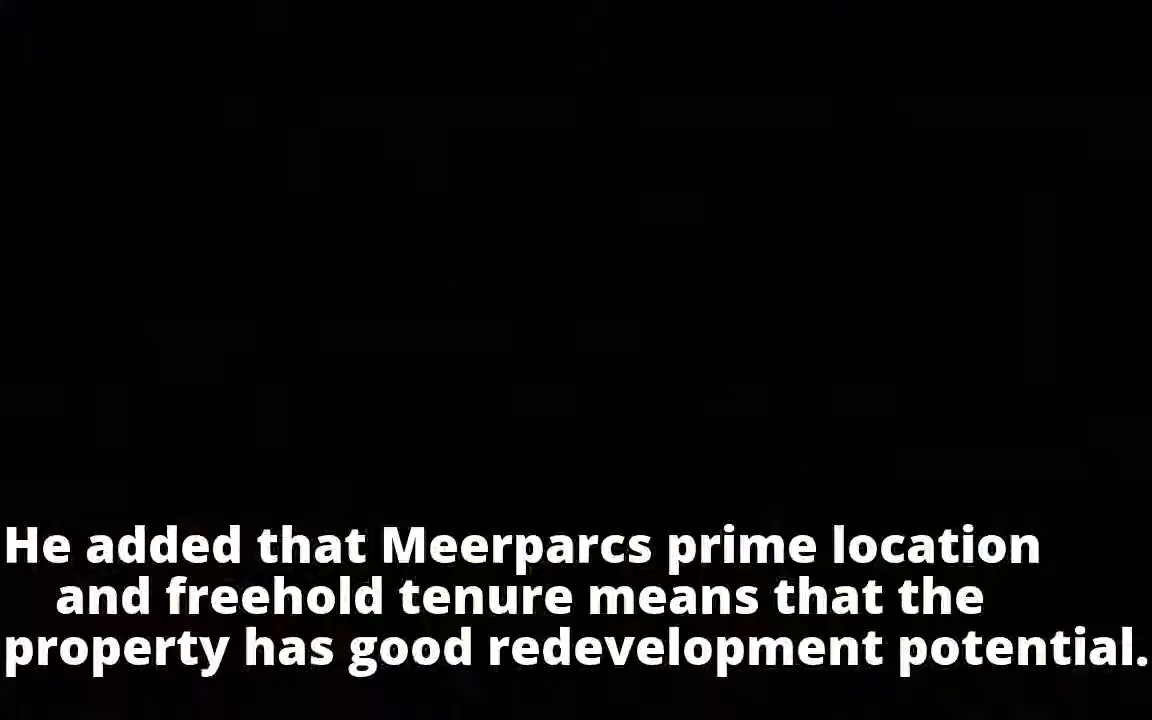 He added that Meerparcs prime location
and freehold tenure means that the
property has good redevelopment potential.